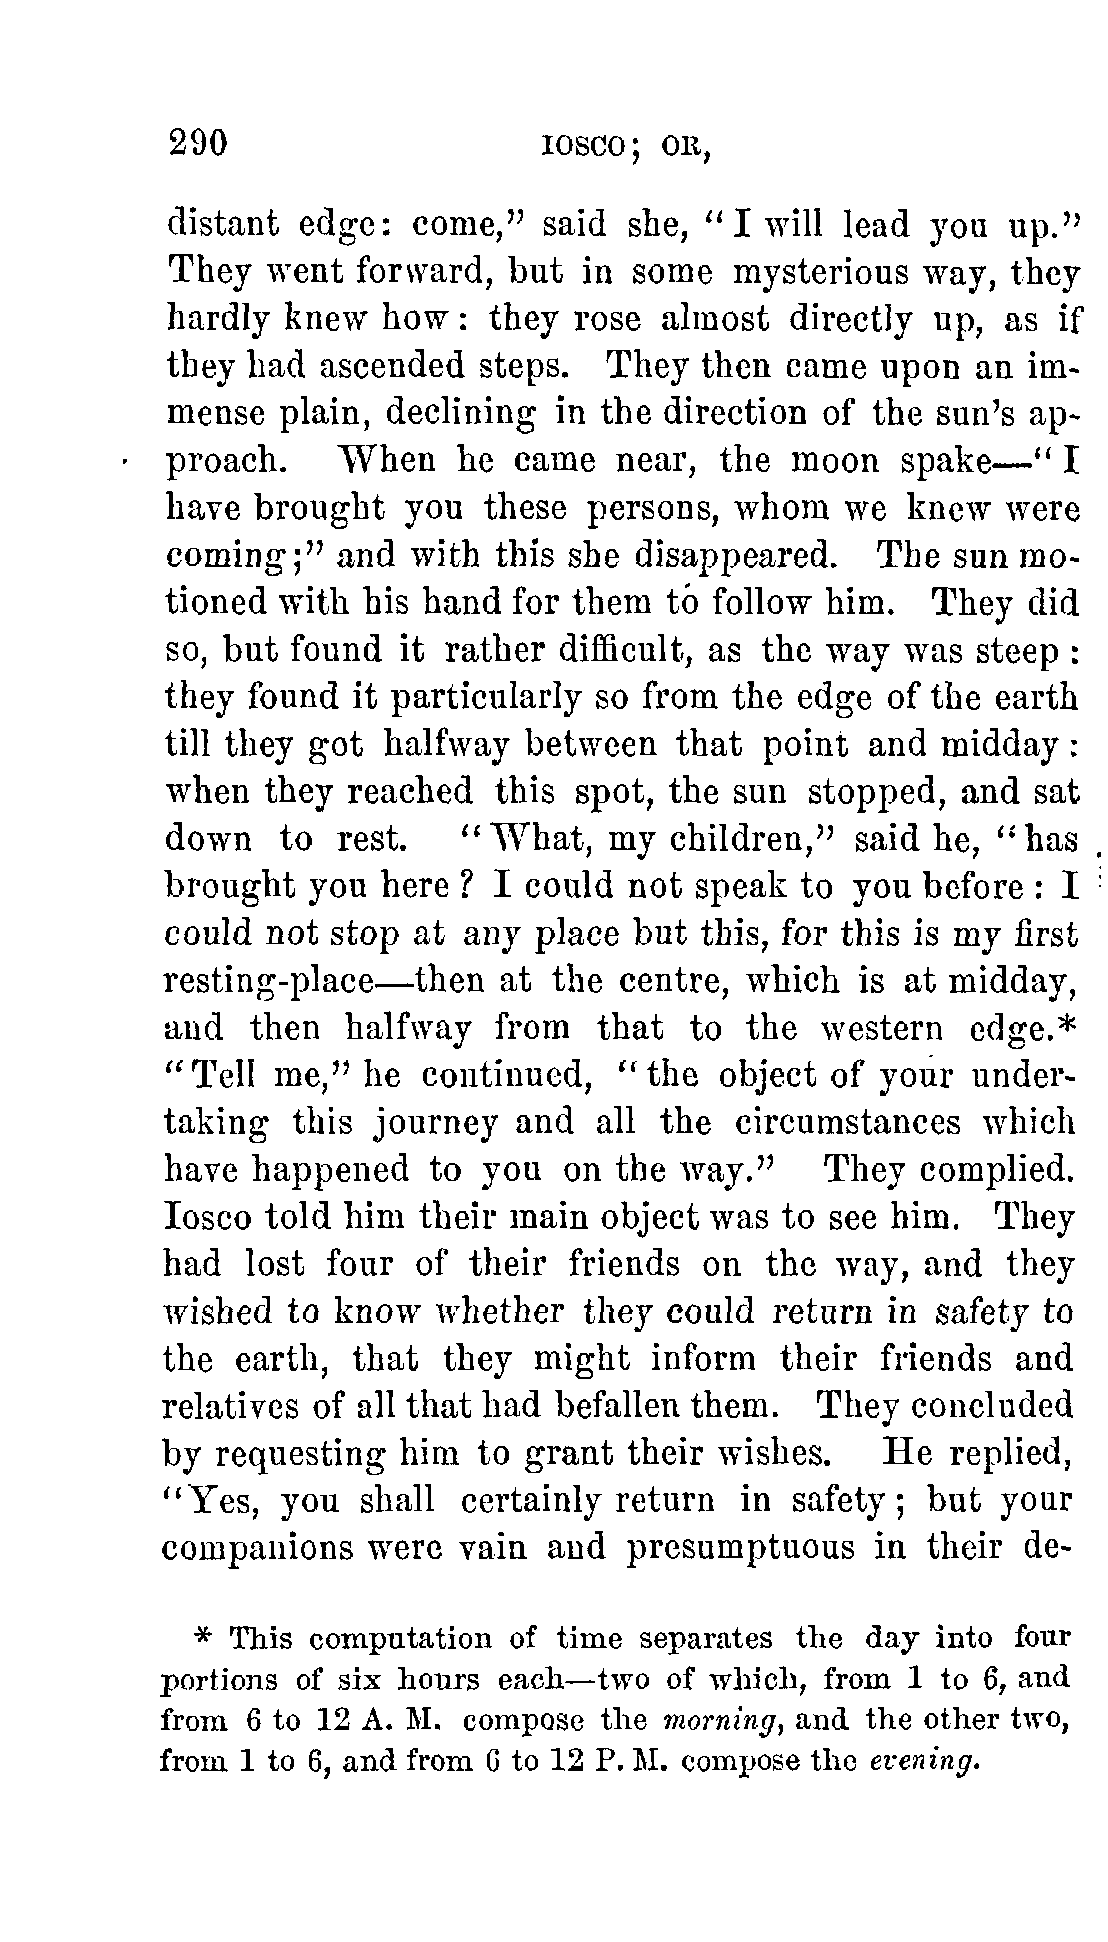 290 IOSCO; OR,
distant edge: come,” said she, “I will lead you up.”
They went forward, but in some mysterious way, they
hardly knew how: they rose almost directly up, as if
they had ascended steps. They then came upon an im-
mense plain, declining in the direction of the sun’s ap-
proach. When he came near, the moon spake—“I
have brought you these persons, whom we knew were
coming;” and with this she disappeared. The sun mo-
tioned with his hand for them to follow him. They did
so, but found it rather difficult, as the way was steep:
they found it particularly so from the edge of the earth
till they got halfway between that point and midday:
when they reached this spot, the sun stopped, and sat
down to rest. “What, my children,” said he, “has
brought you here? I could not speak to you before: I
could not stop at any place but this, for this is my first
resting-place—then at the centre, which is at midday,
and then halfway from that to the western edge.*
“Tell me,” he continued, “the object of your under-
taking this journey and all the circumstances which
have happened to you on the way.” They complied.
Iosco told him their main object was to see him. They
had lost four of their friends on the way, and they
wished to know whether they could return in safety to
the earth, that they might inform their friends and
relatives of all that had befallen them. They concluded
by requesting him to grant their wishes. He replied,
“Yes, you shall certainly return in safety; but your
companions were vain and presumptuous in their de-
* This computation of time separates the day into four
portions of six hours each—two of which, from 1 to 6, and
from 6 to 12 A. M. compose the morning, and the other two,
from 1 to 6, and from 6 to 12 P. M. compose the evening.